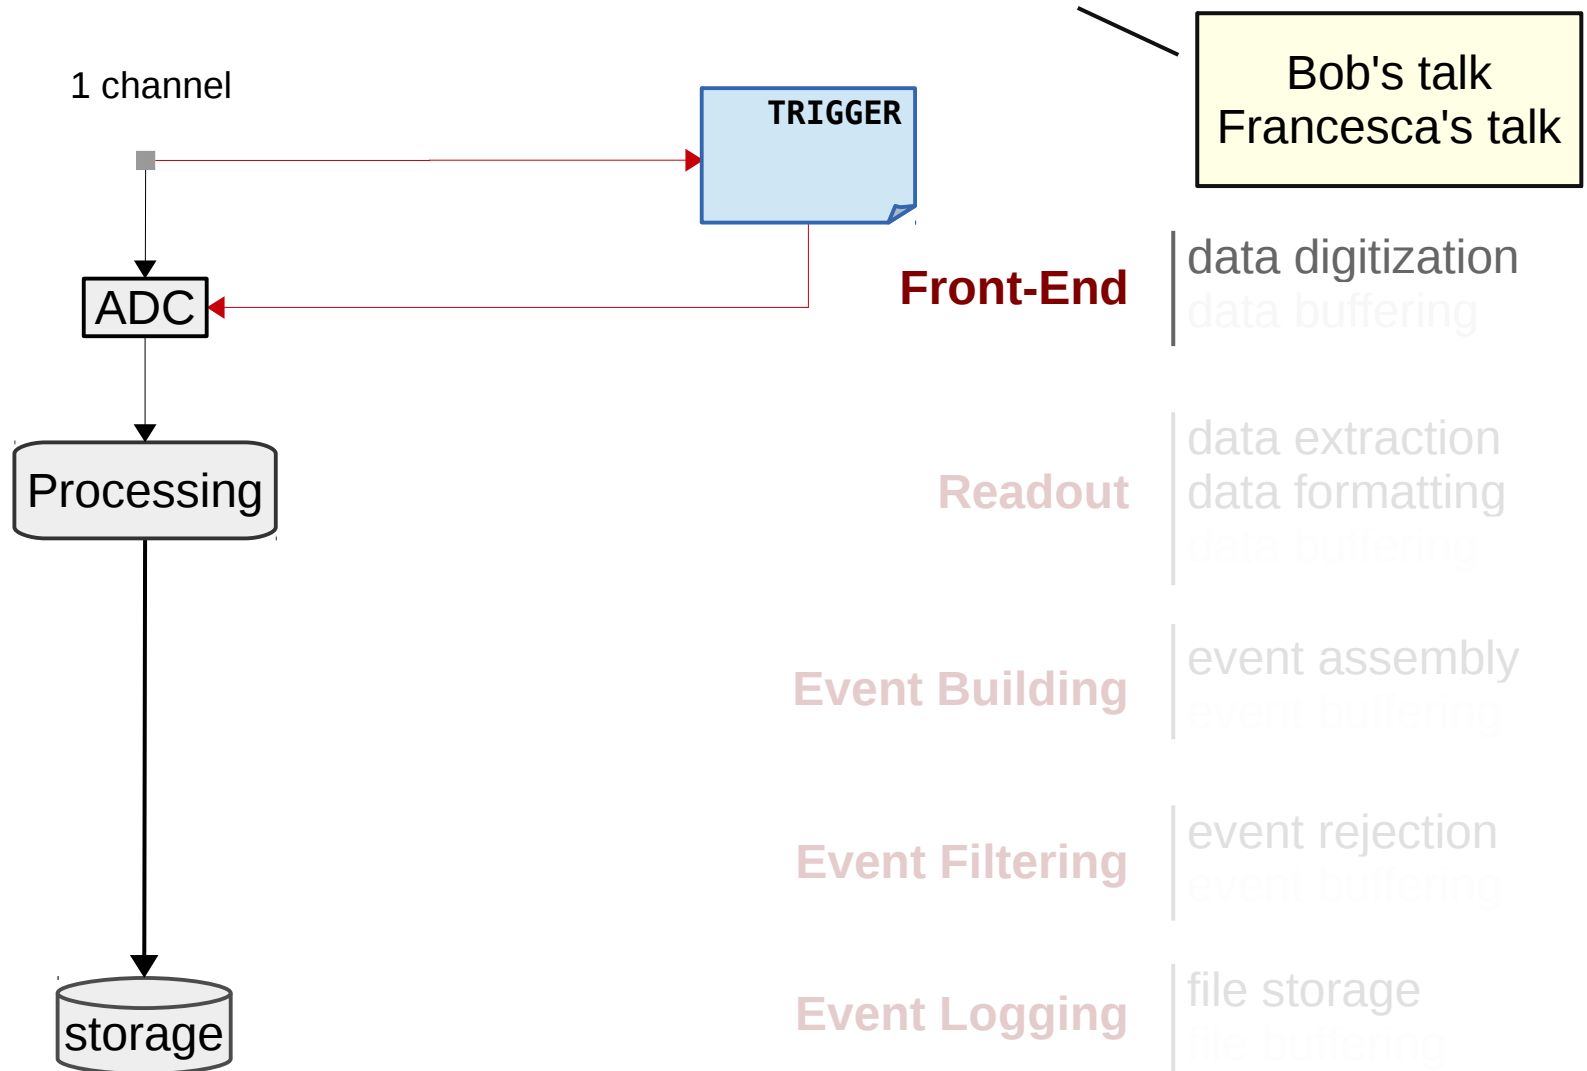 Bob's talk
Francesca's talk
1 channel
TRIGGER
ADC
Processing
storage
Front-End
data digitization
data buffering
Readout
data extraction
data formatting
data buffering
Event Building
event assembly
event buffering
Event Filtering
event rejection
event buffering
Event Logging
file storage
file buffering